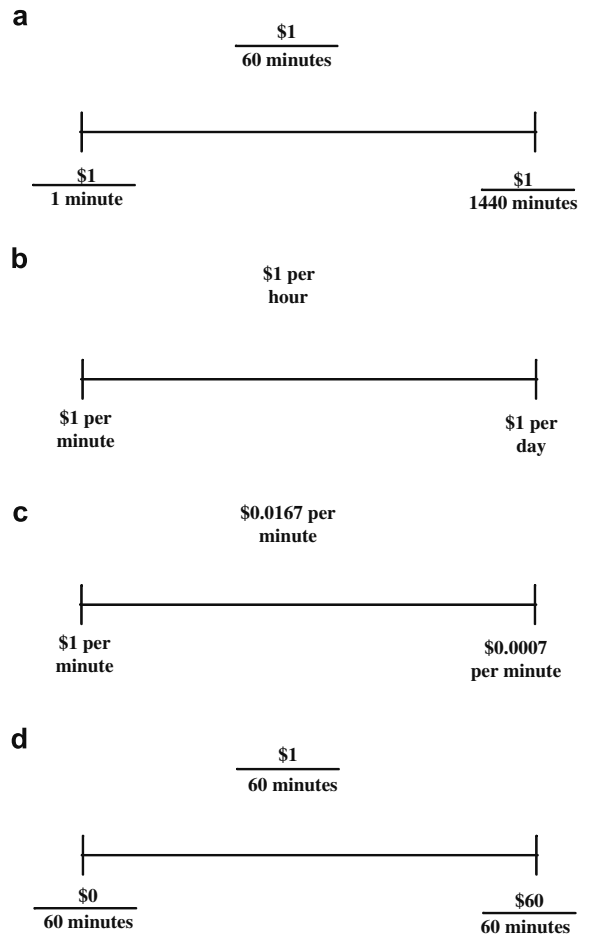 a
$1
60 minutes
$1
1 minute
$1
1440 minutes
b
$1 per
hour
$1 per
minute
$1 per
day
c
$0.0167 per
minute
$1 per
minute
$0.0007
per minute
d
$1
60 minutes
$0
60 minutes
$60
60 minutes